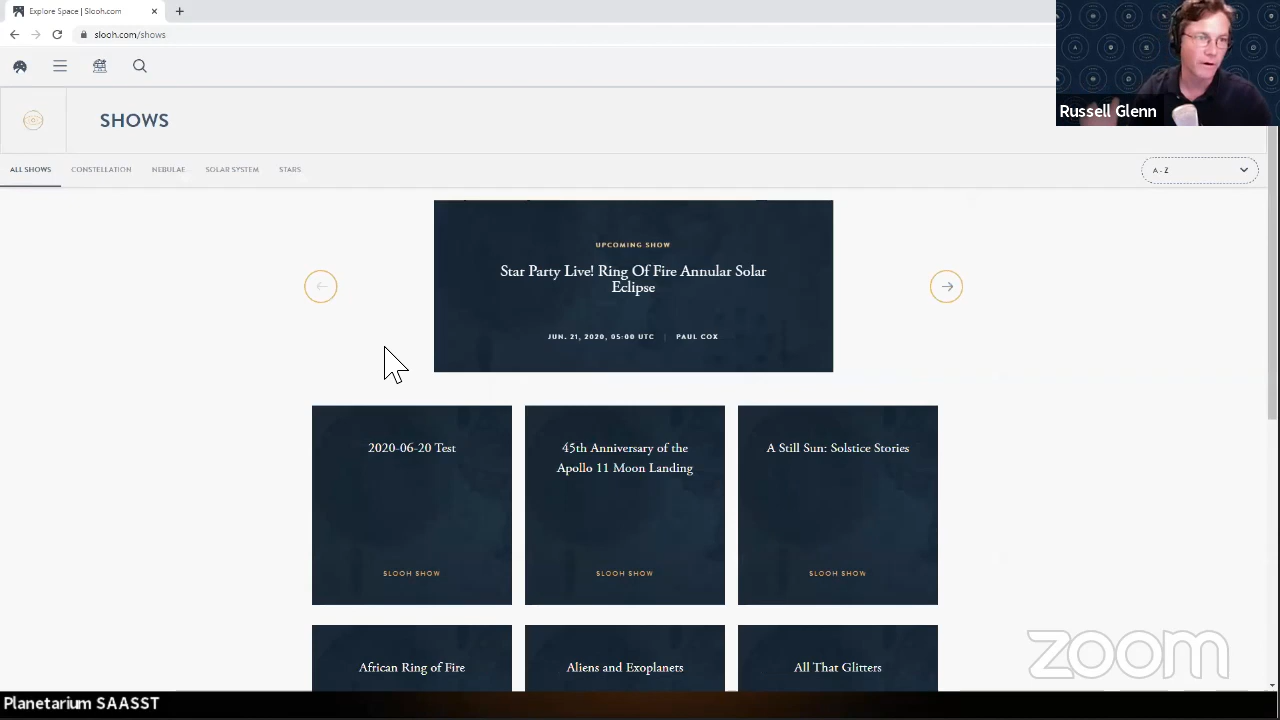 Explore Space | Slooh.com
slooh.com/shows
Russell Glenn
SHOWS
ALL SHOWS
CONSTELLATION
NEBULAE
SOLAR SYSTEM
STARS
A - Z
UPCOMING SHOW
Star Party Live! Ring Of Fire Annular Solar
Eclipse
JUN. 21, 2020, 05:00 UTC | PAUL COX
2020-06-20 Test
SLOOH SHOW
45th Anniversary of the
Apollo 11 Moon Landing
SLOOH SHOW
A Still Sun: Solstice Stories
SLOOH SHOW
African Ring of Fire
Aliens and Exoplanets
All That Glitters
zoom
Planetarium SAASST